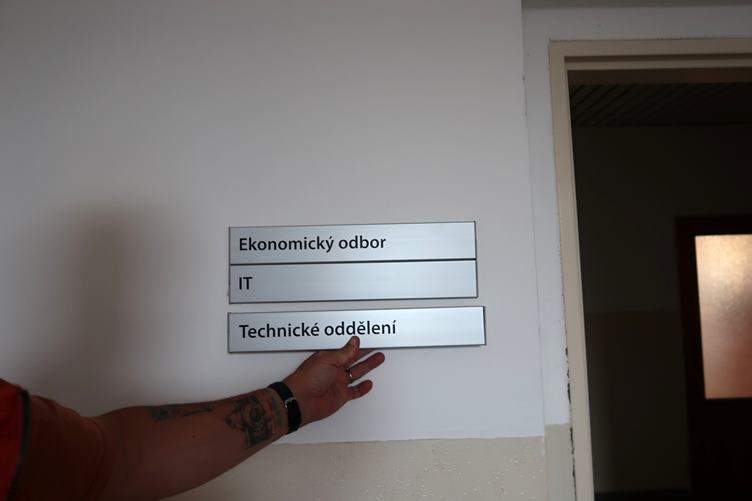 Ekonomický odbor
IT
Technické oddělení